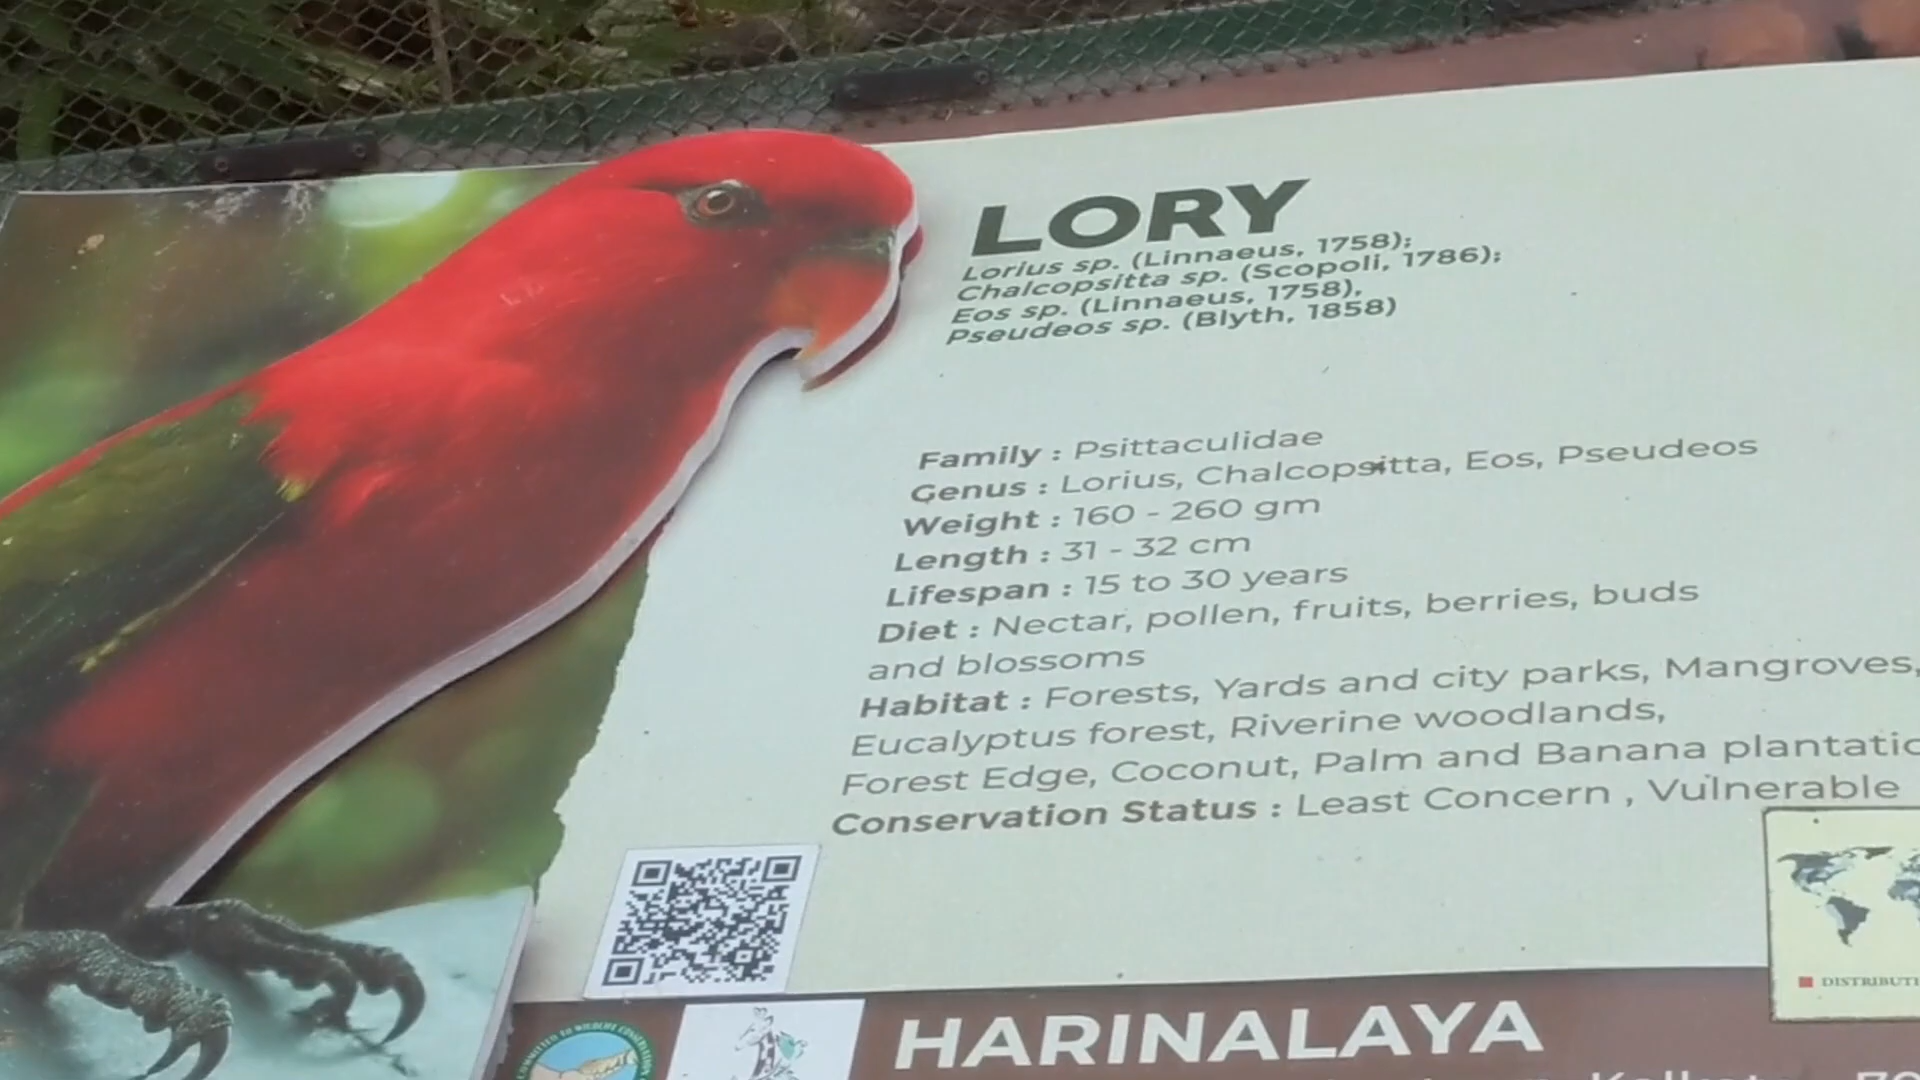 LORY
Lorius sp. (Linnaeus, 1758);
Chalcopsitta sp. (Scopoli, 1786);
Eos sp. (Linnaeus, 1758),
Pseudeos sp. (Blyth, 1858)
Family : Psittaculidae
Genus : Lorius, Chalcopsitta, Eos, Pseudeos
Weight : 160 - 260 gm
Length : 31 - 32 cm
Lifespan : 15 to 30 years
Diet : Nectar, pollen, fruits, berries, buds
and blossoms
Habitat : Forests, Yards and city parks, Mangroves,
Eucalyptus forest, Riverine woodlands,
Forest Edge, Coconut, Palm and Banana plantatio
Conservation Status : Least Concern , Vulnerable
DISTRIBUTI
HARINALAYA